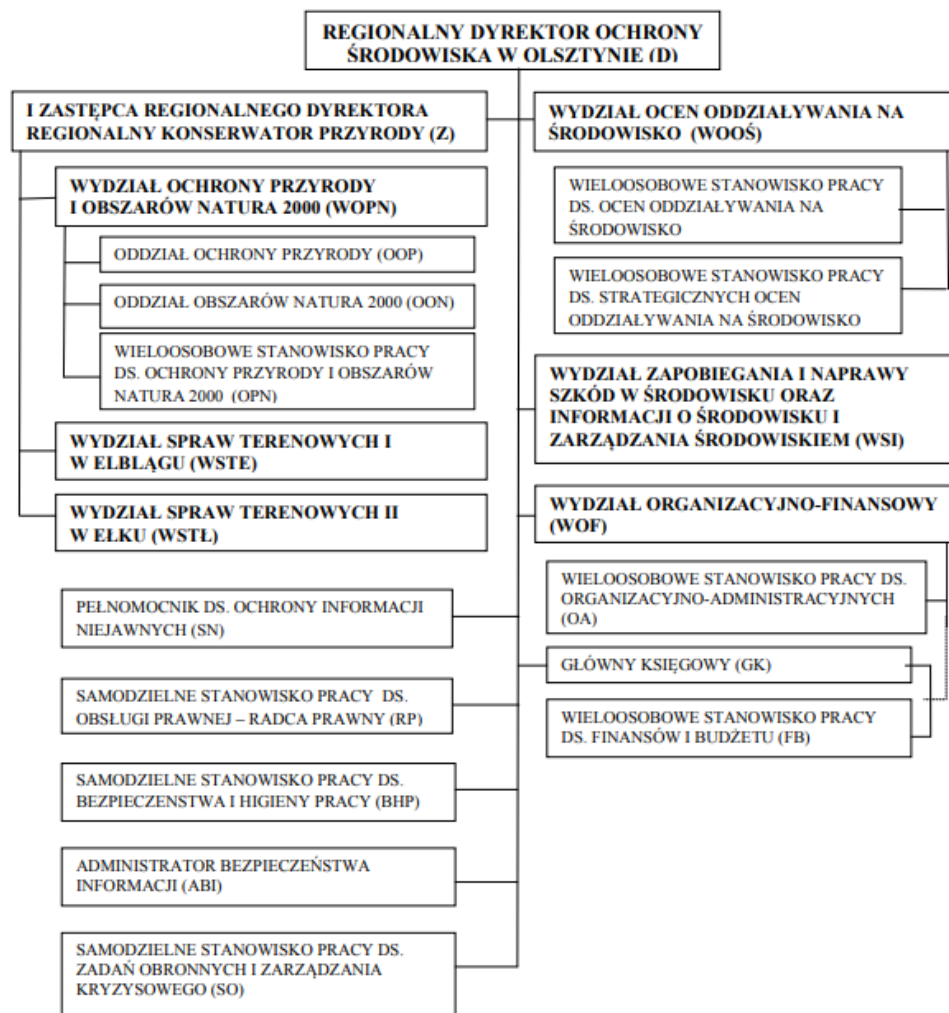 REGIONALNY DYREKTOR OCHRONY
ŚRODOWISKA W OLSZTYNIE (D)
I ZASTĘPCA REGIONALNEGO DYREKTORA
REGIONALNY KONSERWATOR PRZYRODY (Z)
WYDZIAŁ OCHRONY PRZYRODY
I OBSZARÓW NATURA 2000 (WOPN)
ODDZIAŁ OCHRONY PRZYRODY (OOP)
ODDZIAŁ OBSZARÓW NATURA 2000 (OON)
WIELOOSOBOWE STANOWISKO PRACY
DS. OCHRONY PRZYRODY I OBSZARÓW
NATURA 2000 (OPN)
WYDZIAŁ SPRAW TERENOWYCH I
W ELBLĄGU (WSTE)
WYDZIAŁ SPRAW TERENOWYCH II
W EŁKU (WSTŁ)
PEŁNOMOCNIK DS. OCHRONY INFORMACJI
NIEJAWNYCH (SN)
SAMODZIELNE STANOWISKO PRACY DS.
OBSŁUGI PRAWNEJ – RADCA PRAWNY (RP)
SAMODZIELNE STANOWISKO PRACY DS.
BEZPIECZENSTWA I HIGIENY PRACY (BHP)
ADMINISTRATOR BEZPIECZEŃSTWA
INFORMACJI (ABI)
SAMODZIELNE STANOWISKO PRACY DS.
ZADAŃ OBRONNYCH I ZARZĄDZANIA
KRYZYSOWEGO (SO)
WYDZIAŁ OCEN ODDZIAŁYWANIA NA
ŚRODOWISKO (WOOŚ)
WIELOOSOBOWE STANOWISKO PRACY
DS. OCEN ODDZIAŁYWANIA NA
ŚRODOWISKO
WIELOOSOBOWE STANOWISKO PRACY
DS. STRATEGICZNYCH OCEN
ODDZIAŁYWANIA NA ŚRODOWISKO
WYDZIAŁ ZAPOBIEGANIA I NAPRAWY
SZKÓD W ŚRODOWISKU ORAZ
INFORMACJI O ŚRODOWISKU I
ZARZĄDZANIA ŚRODOWISKIEM (WSI)
WYDZIAŁ ORGANIZACYJNO-FINANSOWY
(WOF)
WIELOOSOBOWE STANOWISKO PRACY DS.
ORGANIZACYJNO-ADMINISTRACYJNYCH
(OA)
GŁÓWNY KSIĘGOWY (GK)
WIELOOSOBOWE STANOWISKO PRACY
DS. FINANSÓW I BUDŻETU (FB)